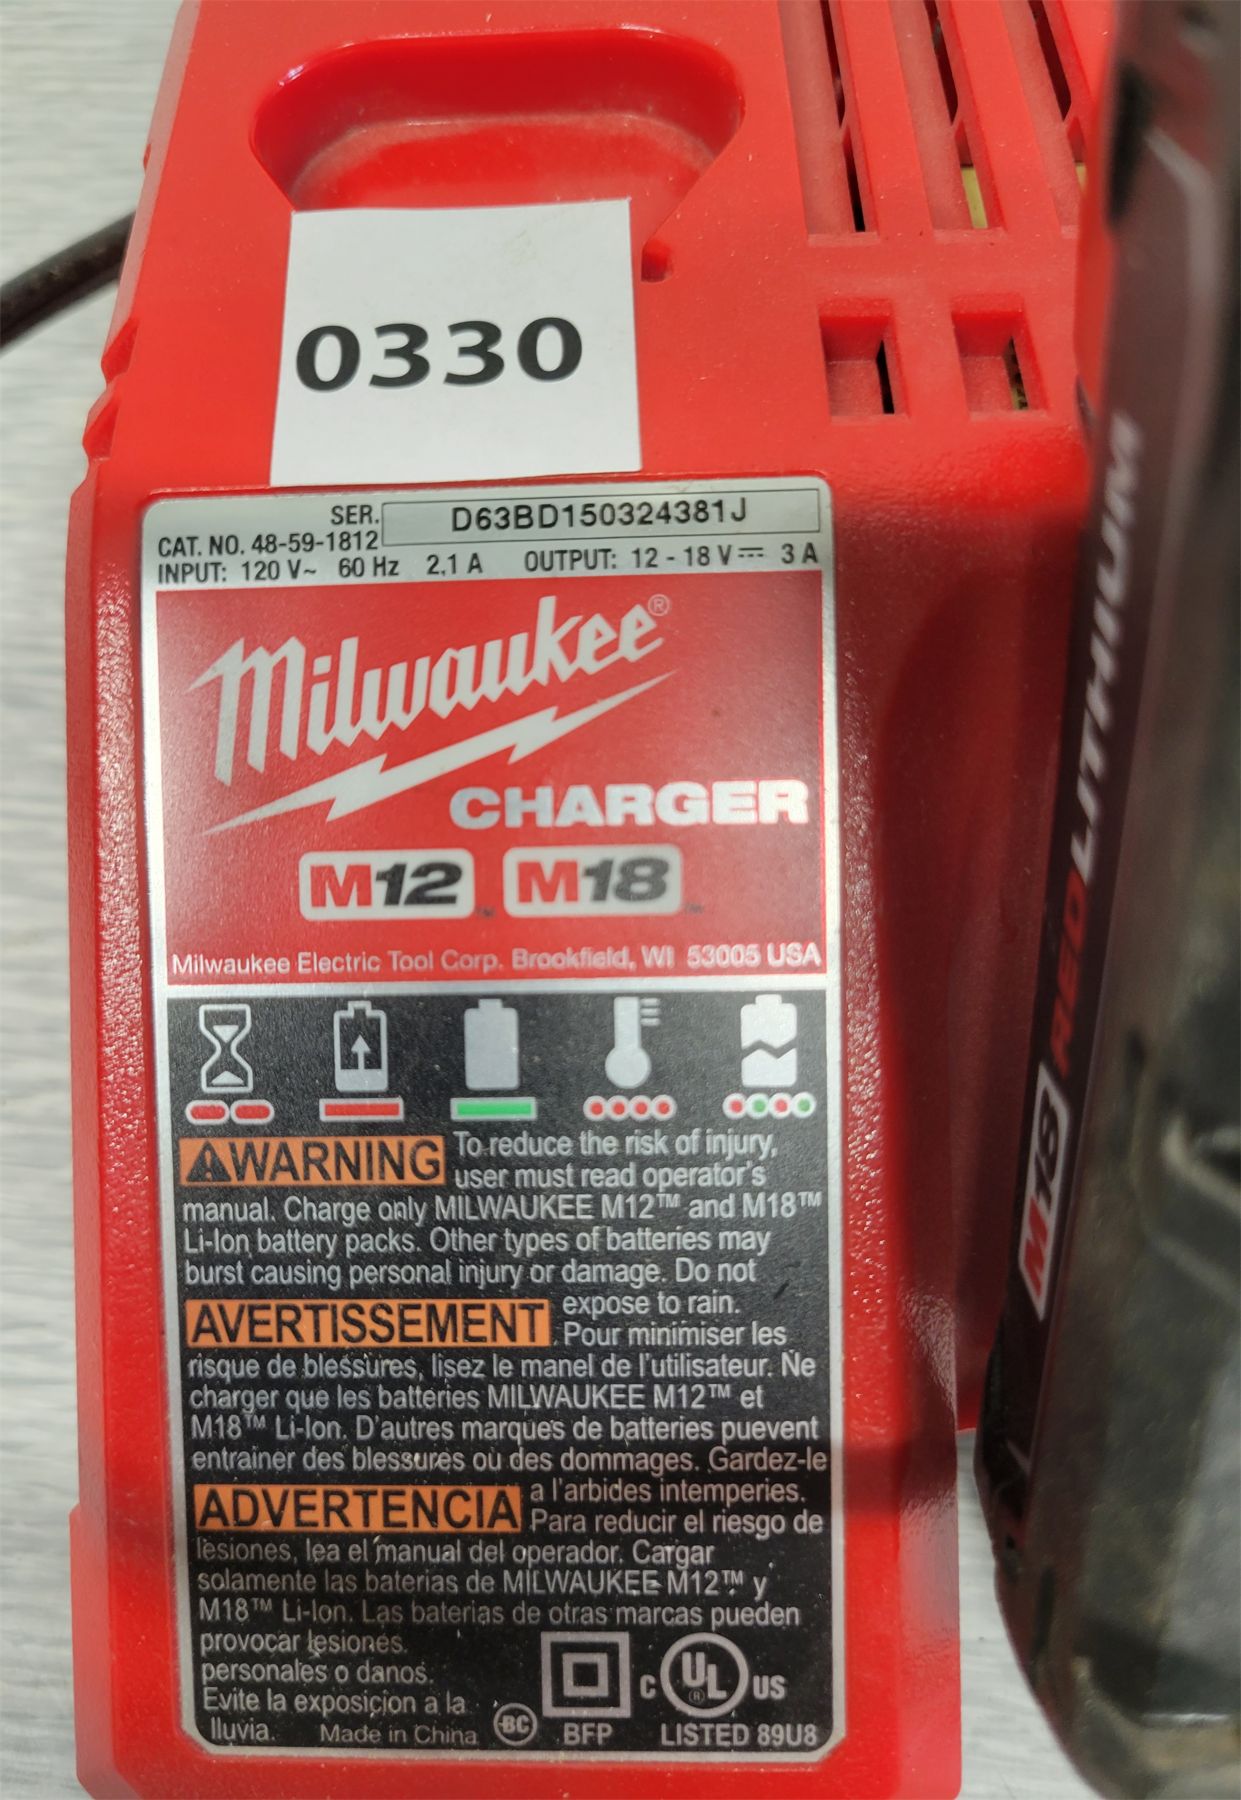 0330
SER. D63BD150324381J
CAT. NO. 48-59-1812
INPUT: 120 V~ 60 Hz 2,1 A OUTPUT: 12 - 18 V⎓ 3 A
Milwaukee®
CHARGER
M12™ M18™
Milwaukee Electric Tool Corp. Brookfield, WI 53005 USA
WARNING To reduce the risk of injury,
user must read operator's
manual. Charge only MILWAUKEE M12™ and M18™
Li-Ion battery packs. Other types of batteries may
burst causing personal injury or damage. Do not
expose to rain.
AVERTISSEMENT Pour minimiser les
risque de blessures, lisez le manel de l'utilisateur. Ne
charger que les batteries MILWAUKEE M12™ et
M18™ Li-Ion. D'autres marques de batteries puevent
entrainer des blessures ou des dommages. Gardez-le
a l'arbides intemperies.
ADVERTENCIA Para reducir el riesgo de
lesiones, lea el manual del operador. Cargar
solamente las baterias de MILWAUKEE M12™ y
M18™ Li-Ion. Las baterias de otras marcas pueden
provocar lesiones.
personales o danos.
Evite la exposicion a la
lluvia. Made in China
BC
BFP
C UL® US
LISTED 89U8
M18 REDLITHIUM